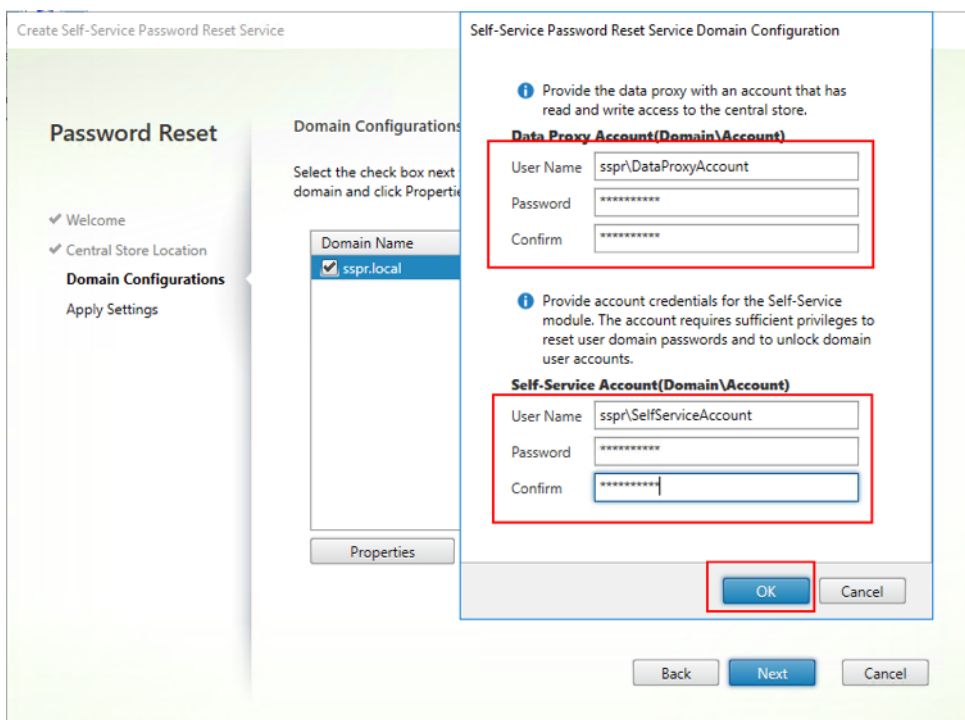 Create Self-Service Password Reset Service
Password Reset
Welcome
Central Store Location
Domain Configurations
Apply Settings
Domain Configurations
Select the check box next
domain and click Propertie
Domain Name
sspr.local
Properties
Self-Service Password Reset Service Domain Configuration
Provide the data proxy with an account that has
read and write access to the central store.
Data Proxy Account(Domain\Account)
User Name sspr\DataProxyAccount
Password **********
Confirm **********
Provide account credentials for the Self-Service
module. The account requires sufficient privileges to
reset user domain passwords and to unlock domain
user accounts.
Self-Service Account(Domain\Account)
User Name sspr\SelfServiceAccount
Password **********
Confirm **********
OK Cancel
Back Next Cancel